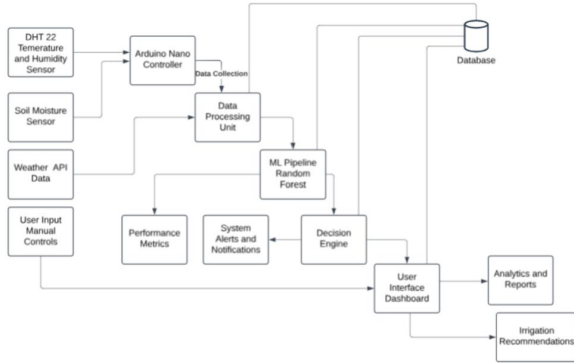 DHT 22
Temerature
and Humidity
Sensor
Arduino Nano
Controller
Data Collection
Database
Soil Moisture
Sensor
Data
Processing
Unit
Weather API
Data
ML Pipeline
Random
Forest
User Input
Manual
Controls
Performance
Metrics
System
Alerts and
Notifications
Decision
Engine
User
Interface
Dashboard
Analytics and
Reports
Irrigation
Recommendations